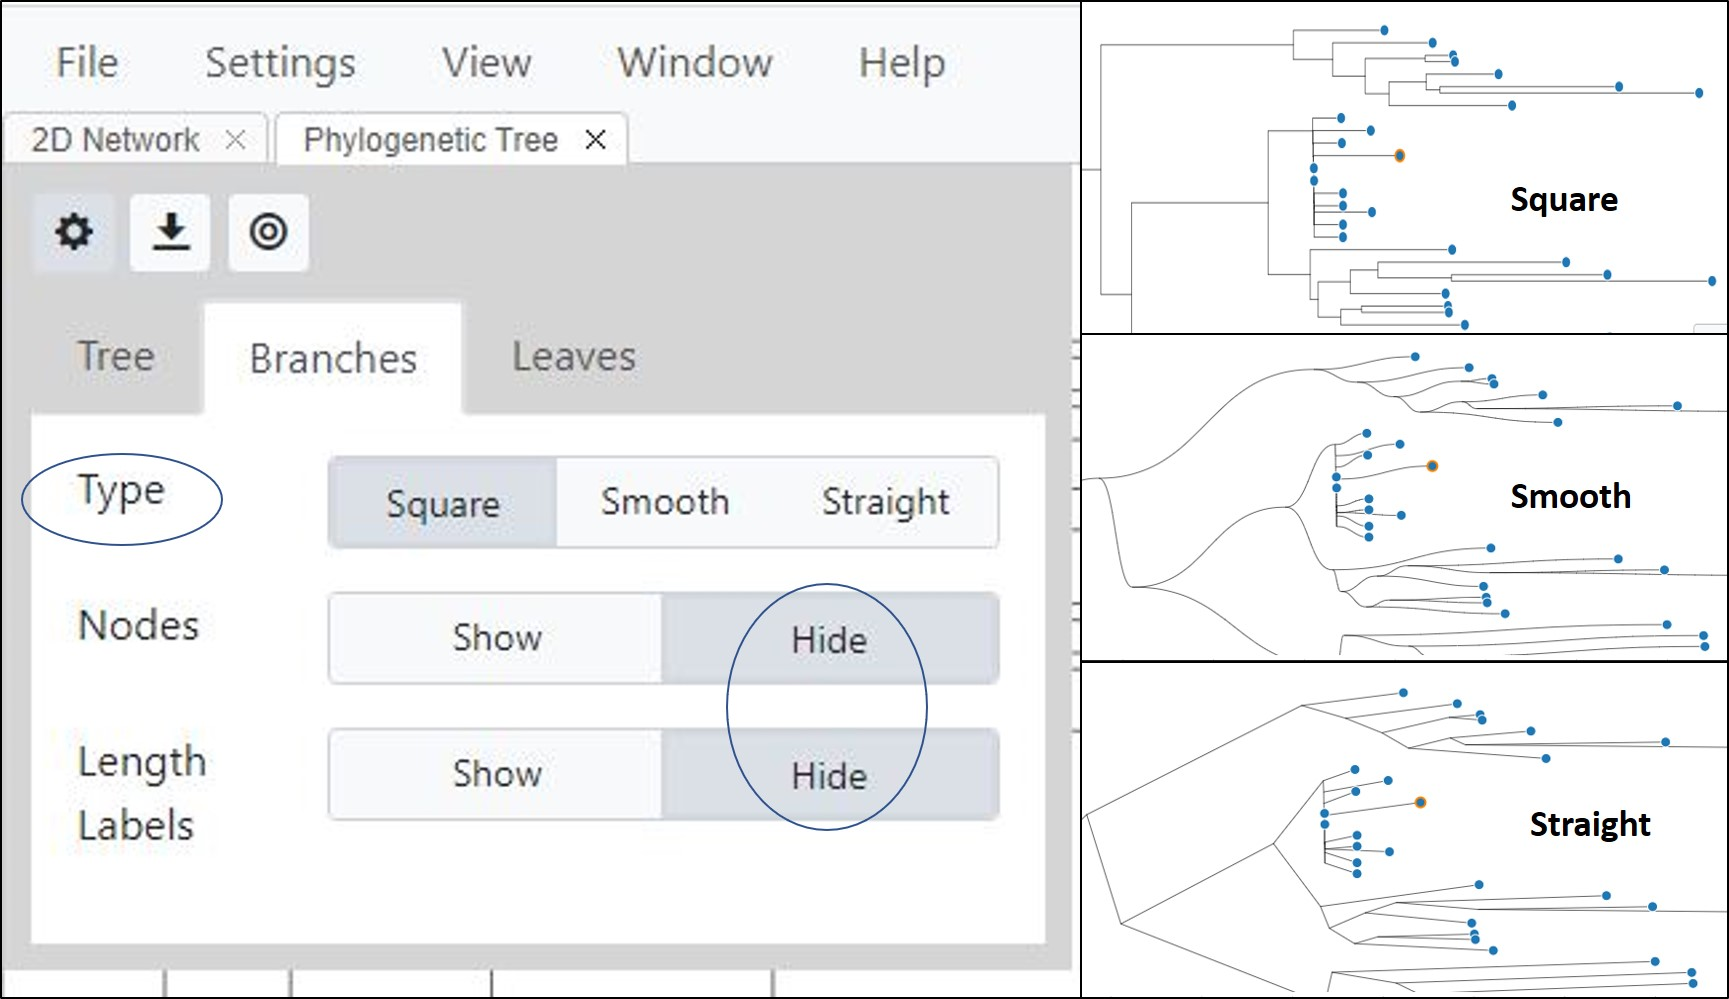 File Settings View Window Help
2D Network Phylogenetic Tree
Tree Branches Leaves
Type Square Smooth Straight
Nodes Show Hide
Length Labels Show Hide
Square
Smooth
Straight